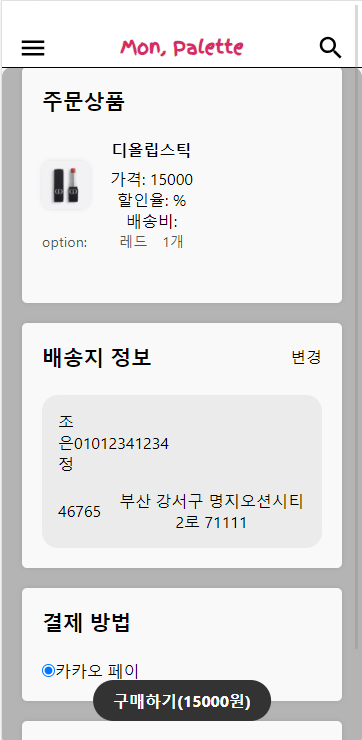 Mon, Palette
주문상품
디올립스틱
가격: 15000
할인율: %
배송비:
option: 레드 1개
배송지 정보 변경
조
은01012341234
정
46765 부산 강서구 명지오션시티
2로 71111
결제 방법
카카오 페이
구매하기(15000원)